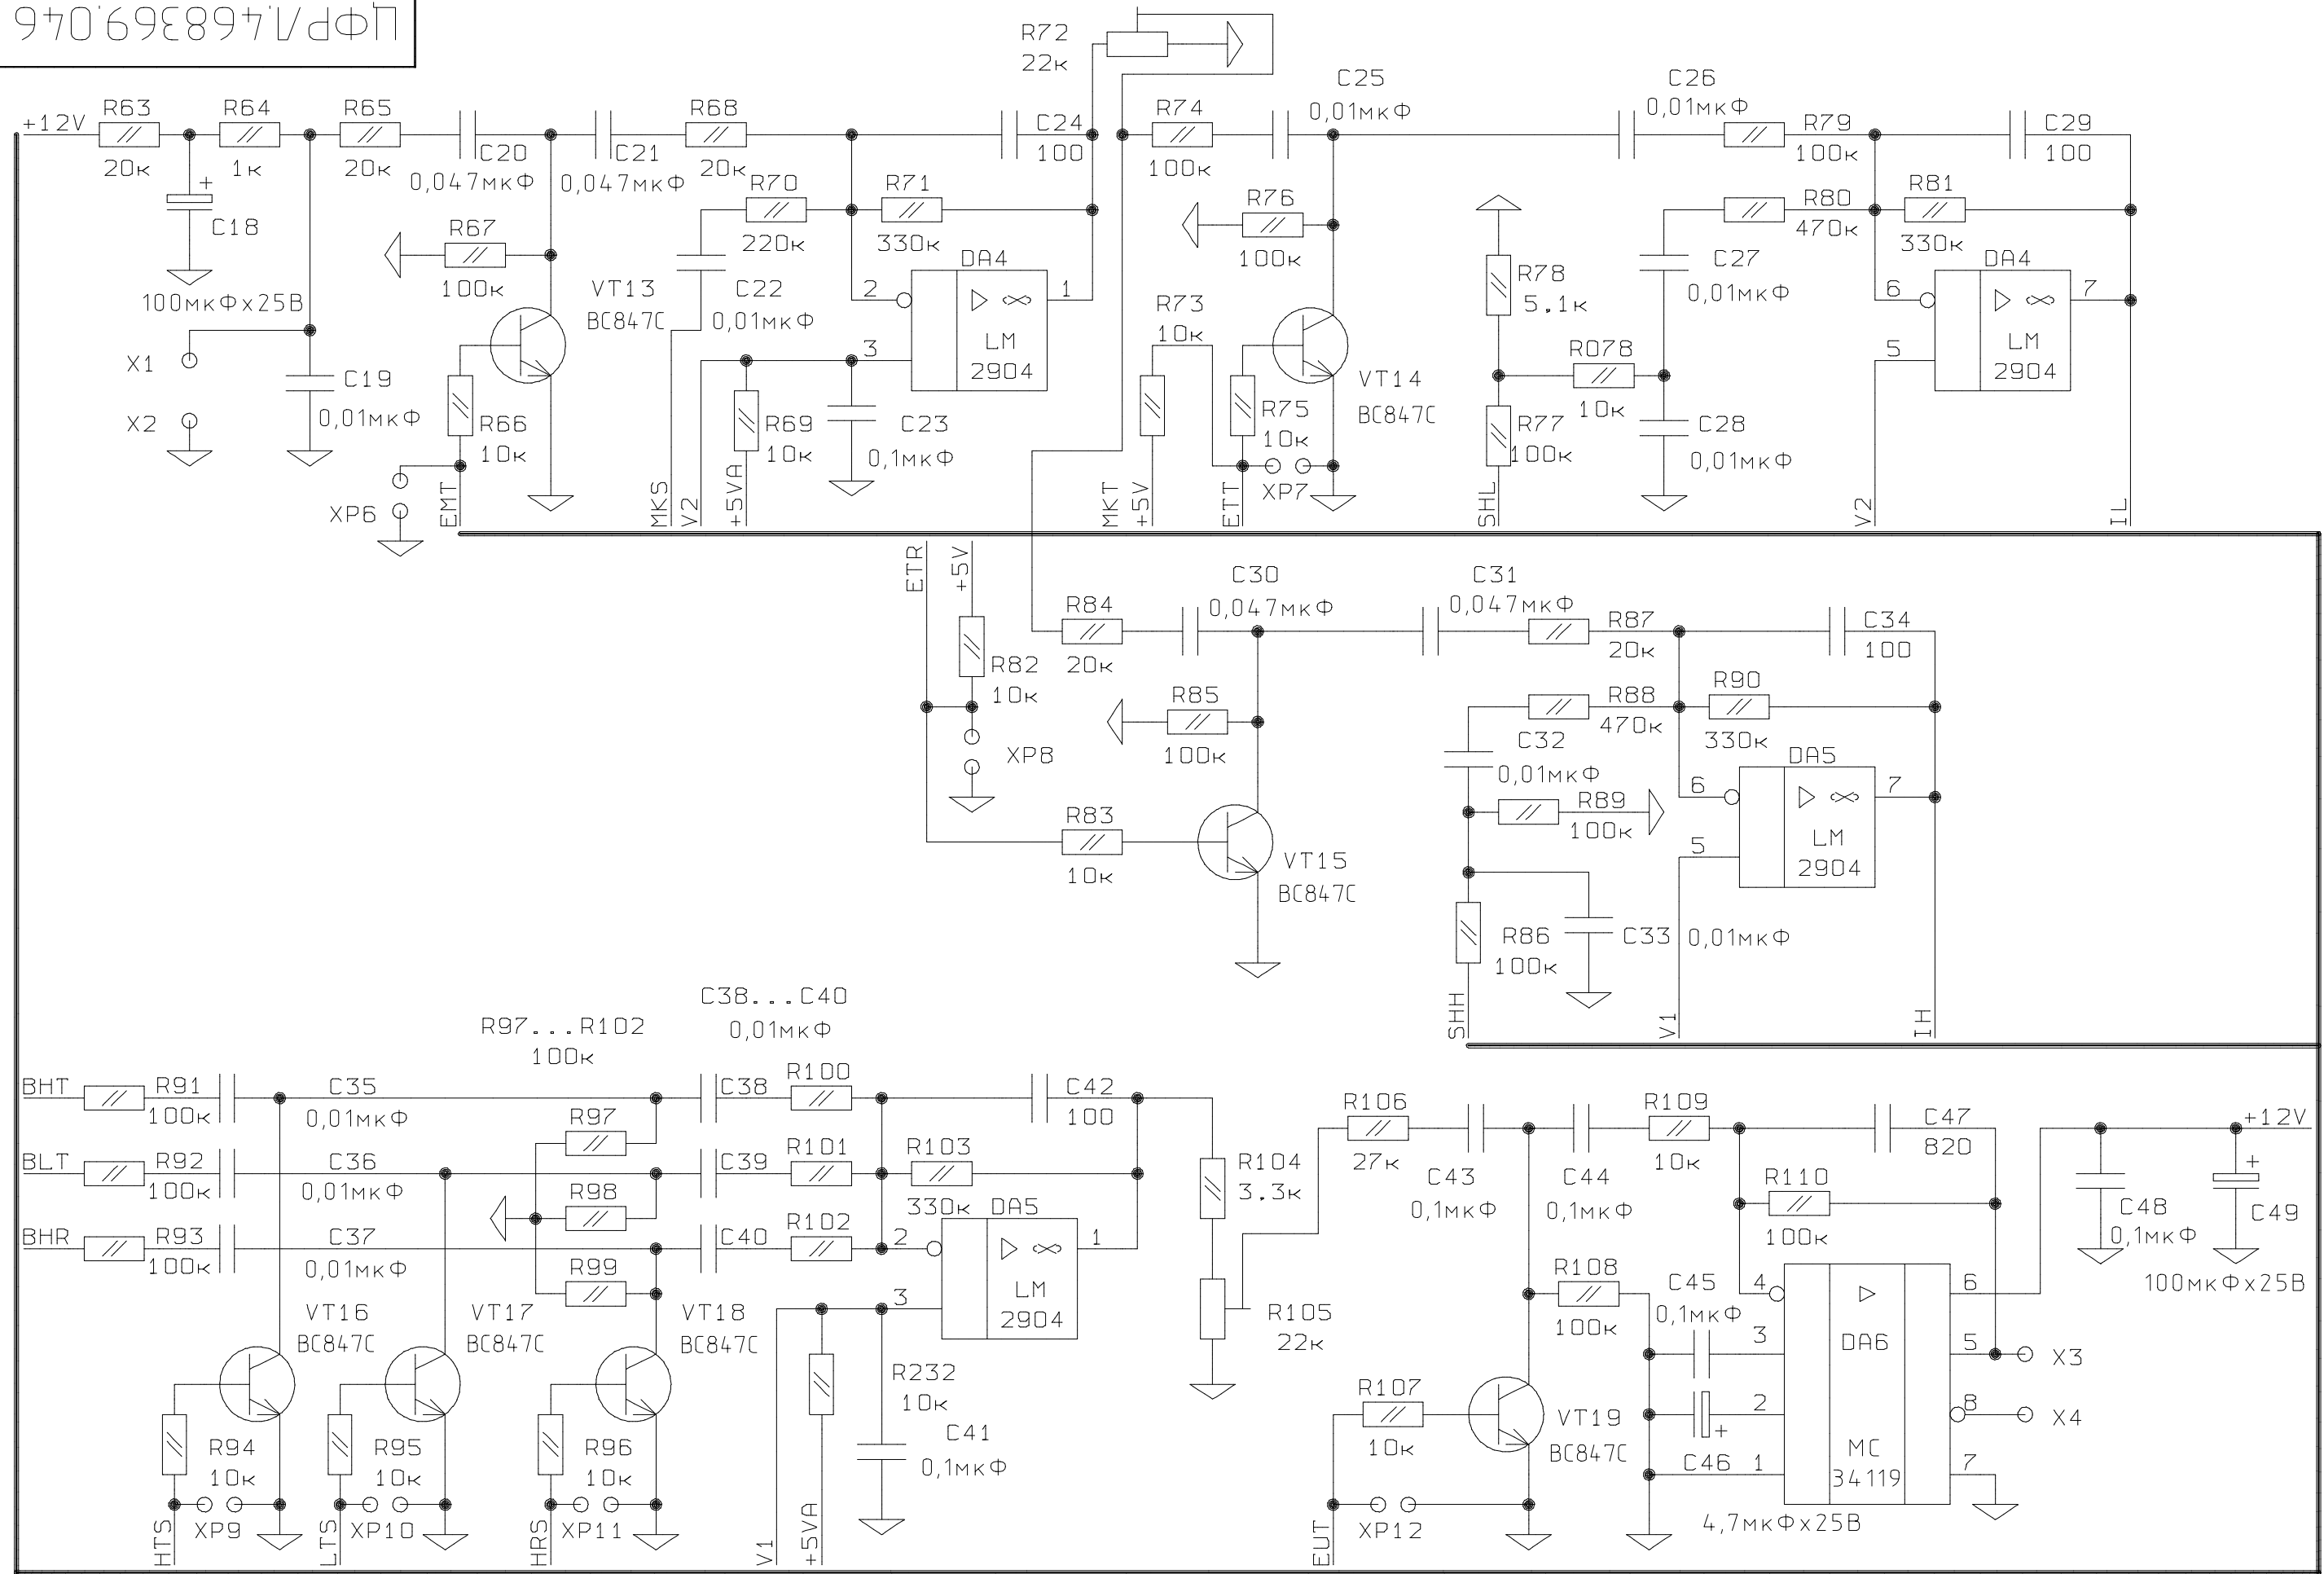 ЦФРЛ.468369.046
R72
22к
C25
0,01мкФ
C26
0,01мкФ
+12V
R63
20к
R64
1к
R65
20к
C20
0,047мкФ
C21
0,047мкФ
R68
20к
C24
100
R74
100к
R79
100к
C29
100
+
C18
100мкФx25В
R67
100к
R70
220к
R71
330к
R76
100к
R80
470к
R81
330к
VT13
BC847C
C22
0,01мкФ
DA4
2
3
1
LM
2904
R73
10к
R78
5.1к
C27
0,01мкФ
DA4
6
5
7
LM
2904
X1
X2
C19
0,01мкФ
R66
10к
R69
10к
C23
0,1мкФ
R75
10к
VT14
BC847C
R078
10к
R77
100к
C28
0,01мкФ
XP6
EMT
MKS
V2
+5VA
MKT
+5V
ETT
XP7
SHL
V2
IL
ETR
+5V
R84
20к
C30
0,047мкФ
C31
0,047мкФ
R87
20к
C34
100
R82
10к
R85
100к
R88
470к
R90
330к
XP8
C32
0,01мкФ
DA5
6
5
7
LM
2904
R83
10к
VT15
BC847C
R89
100к
R86
100к
C33
0,01мкФ
SHH
V1
IH
R97...R102
100к
C38...C40
0,01мкФ
BHT
R91
100к
C35
0,01мкФ
R97
C38
R100
C42
100
BLT
R92
100к
C36
0,01мкФ
R98
C39
R101
R103
330к
BHR
R93
100к
C37
0,01мкФ
R99
C40
R102
DA5
2
3
1
LM
2904
R104
3.3к
R105
22к
R106
27к
C43
0,1мкФ
C44
0,1мкФ
R109
10к
C47
820
+12V
R110
100к
C48
0,1мкФ
+
C49
100мкФx25В
VT16
BC847C
VT17
BC847C
VT18
BC847C
R232
10к
C41
0,1мкФ
R108
100к
C45
0,1мкФ
4
3
2
1
DA6
MC
34119
6
5
8
7
X3
X4
R107
10к
VT19
BC847C
+
C46
4,7мкФx25В
R94
10к
R95
10к
R96
10к
XP9
XP10
XP11
XP12
HTS
LTS
HRS
V1
+5VA
EUT